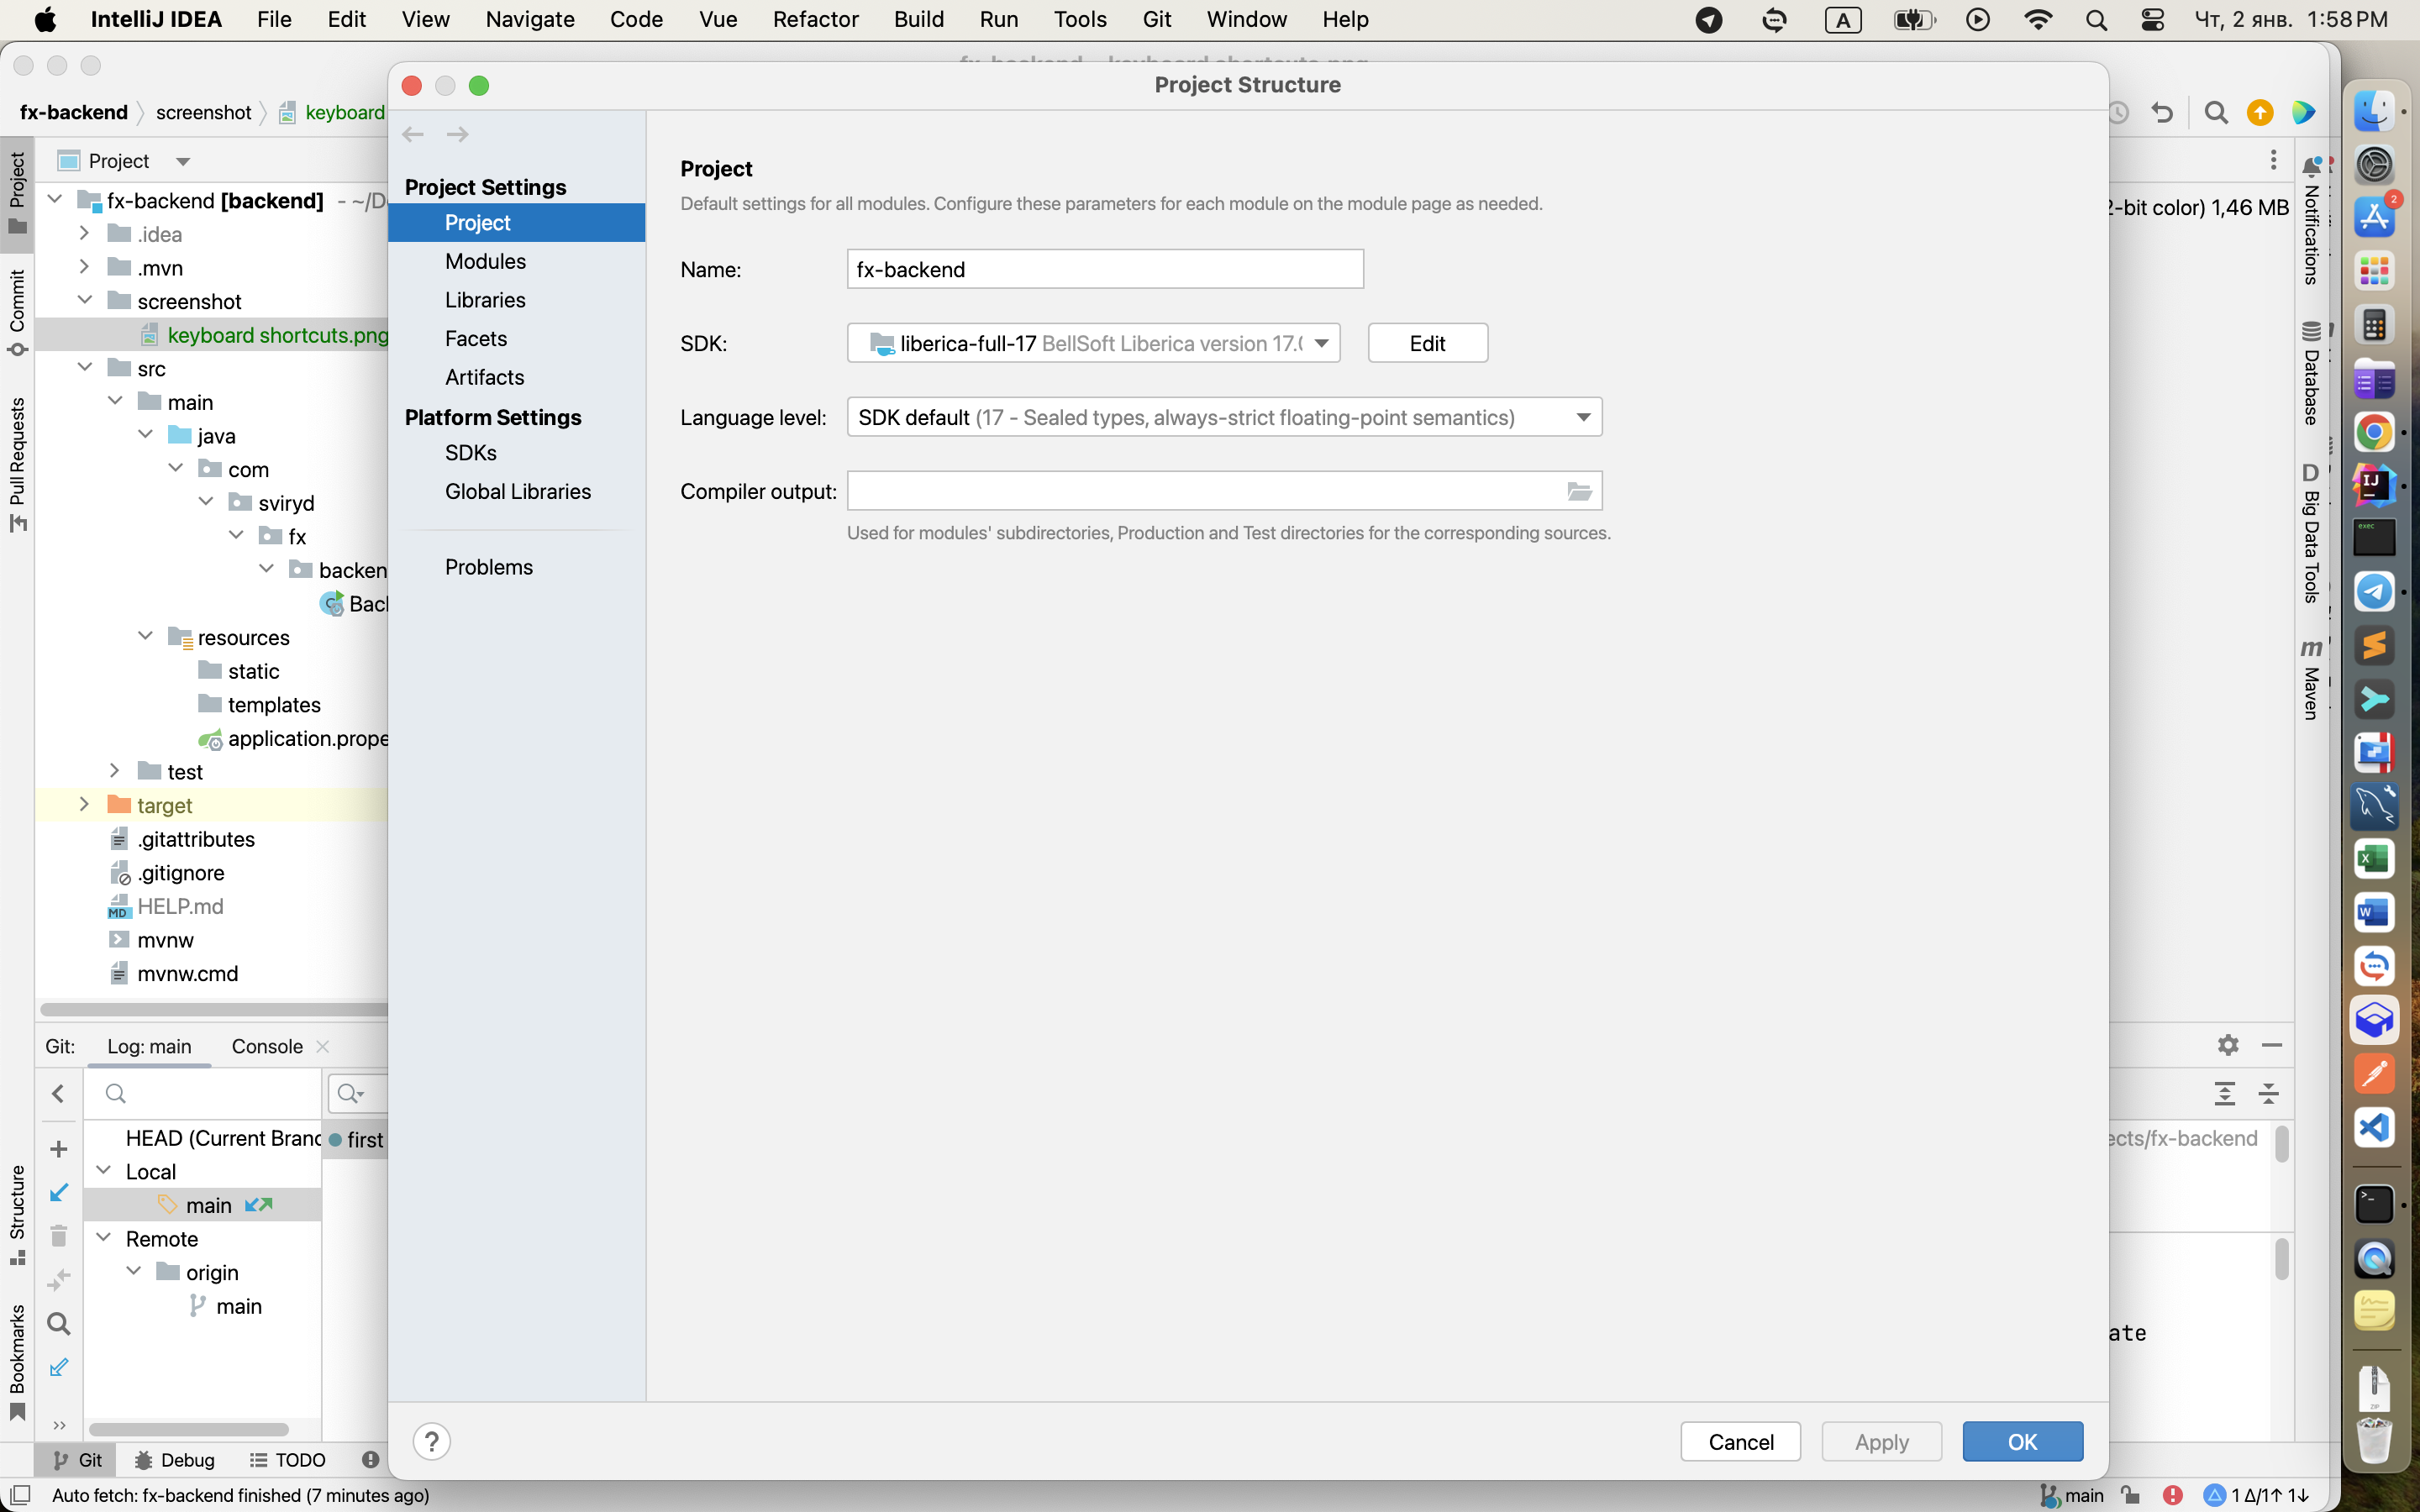 IntelliJ IDEA File Edit View Navigate Code Vue Refactor Build Run Tools Git Window Help A Чт, 2 янв. 1:58 PM
Project Structure
fx-backend screenshot keyboard
Project
fx-backend [backend] - ~/D
.idea
.mvn
screenshot
keyboard shortcuts.png
src
main
java
com
sviryd
fx
backen
Bacl
resources
static
templates
application.prope
test
target
.gitattributes
.gitignore
MD HELP.md
mvnw
mvnw.cmd
Project
Commit
Pull Requests
Structure
Bookmarks
Project Settings
Project
Modules
Libraries
Facets
Artifacts
Platform Settings
SDKs
Global Libraries
Problems
Project
Default settings for all modules. Configure these parameters for each module on the module page as needed.
Name: fx-backend
SDK: liberica-full-17 BellSoft Liberica version 17.( Edit
Language level: SDK default (17 - Sealed types, always-strict floating-point semantics)
Compiler output:
Used for modules' subdirectories, Production and Test directories for the corresponding sources.
? Cancel Apply OK
2-bit color) 1,46 MB
Notifications
Database
D Big Data Tools
m Maven
2
IJ
exec
Git: Log: main Console
HEAD (Current Branc
first
Local
main
Remote
origin
main
ects/fx-backend
ate
ZIP
Git Debug TODO
Auto fetch: fx-backend finished (7 minutes ago)
main 1 Δ/1↑ 1↓